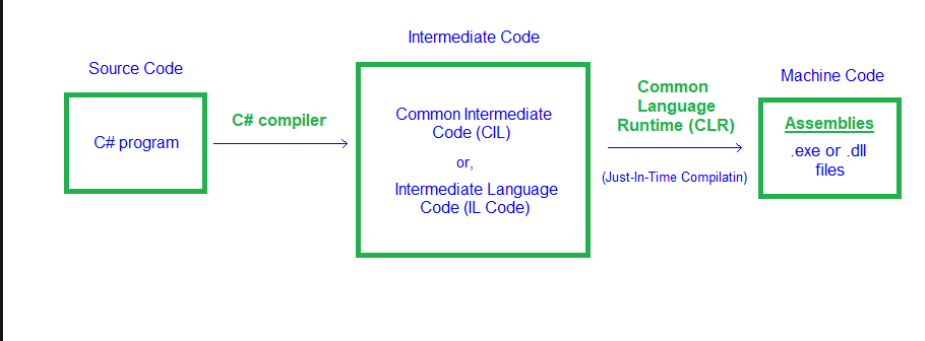 Intermediate Code
Source Code
Machine Code
C# program
C# compiler
Common Intermediate
Code (CIL)
or,
Intermediate Language
Code (IL Code)
Common
Language
Runtime (CLR)
(Just-In-Time Compilatin)
Assemblies
.exe or .dll
files